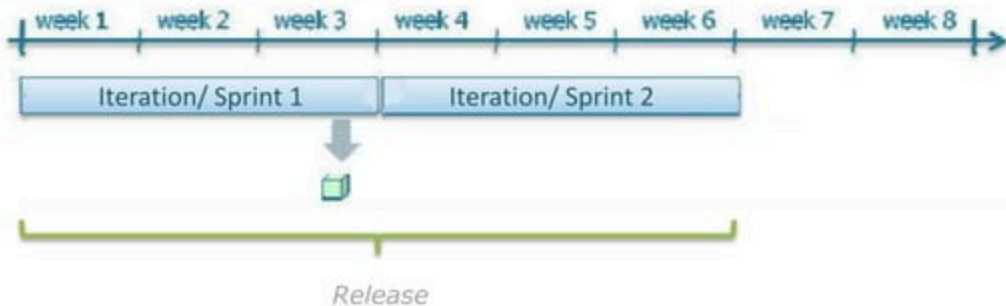 week 1 week 2 week 3 week 4 week 5 week 6 week 7 week 8
Iteration/ Sprint 1 Iteration/ Sprint 2
Release